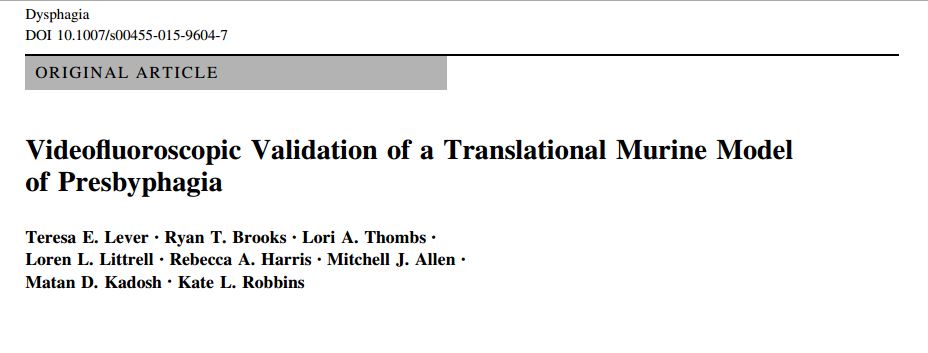 Dysphagia
DOI 10.1007/s00455-015-9604-7
ORIGINAL ARTICLE
Videofluoroscopic Validation of a Translational Murine Model
of Presbyphagia
Teresa E. Lever · Ryan T. Brooks · Lori A. Thombs ·
Loren L. Littrell · Rebecca A. Harris · Mitchell J. Allen ·
Matan D. Kadosh · Kate L. Robbins